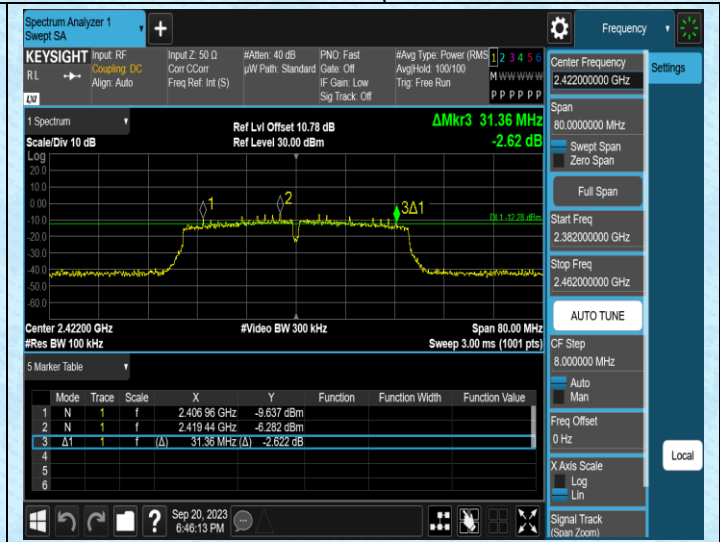 Spectrum Analyzer 1
Swept SA
Frequency
KEYSIGHT
RL
LXI
Input: RF
Coupling: DC
Align: Auto
Input Z: 50 Ω
Corr CCorr
Freq Ref: Int (S)
#Atten: 40 dB
µW Path: Standard
PNO: Fast
Gate: Off
IF Gain: Low
Sig Track: Off
#Avg Type: Power (RMS
Avg|Hold: 100/100
Trig: Free Run
1 2 3 4 5 6
M W W W W W
P P P P P P
1 Spectrum
Scale/Div 10 dB
Ref Lvl Offset 10.78 dB
Ref Level 30.00 dBm
ΔMkr3 31.36 MHz
-2.62 dB
Log
20.0
10.0
0.00
-10.0
-20.0
-30.0
-40.0
-50.0
-60.0
1
2
3Δ1
DL1 -12.28 dBm
Center 2.42200 GHz
#Video BW 300 kHz
Span 80.00 MHz
#Res BW 100 kHz
Sweep 3.00 ms (1001 pts)
5 Marker Table
Mode Trace Scale X Y Function Function Width Function Value
1 N 1 f 2.406 96 GHz -9.637 dBm
2 N 1 f 2.419 44 GHz -6.282 dBm
3 Δ1 1 f (Δ) 31.36 MHz (Δ) -2.622 dB
4
5
6
Sep 20, 2023
6:46:13 PM
Center Frequency
2.422000000 GHz
Settings
Span
80.0000000 MHz
Swept Span
Zero Span
Full Span
Start Freq
2.382000000 GHz
Stop Freq
2.462000000 GHz
AUTO TUNE
CF Step
8.000000 MHz
Auto
Man
Freq Offset
0 Hz
Local
X Axis Scale
Log
Lin
Signal Track
(Span Zoom)